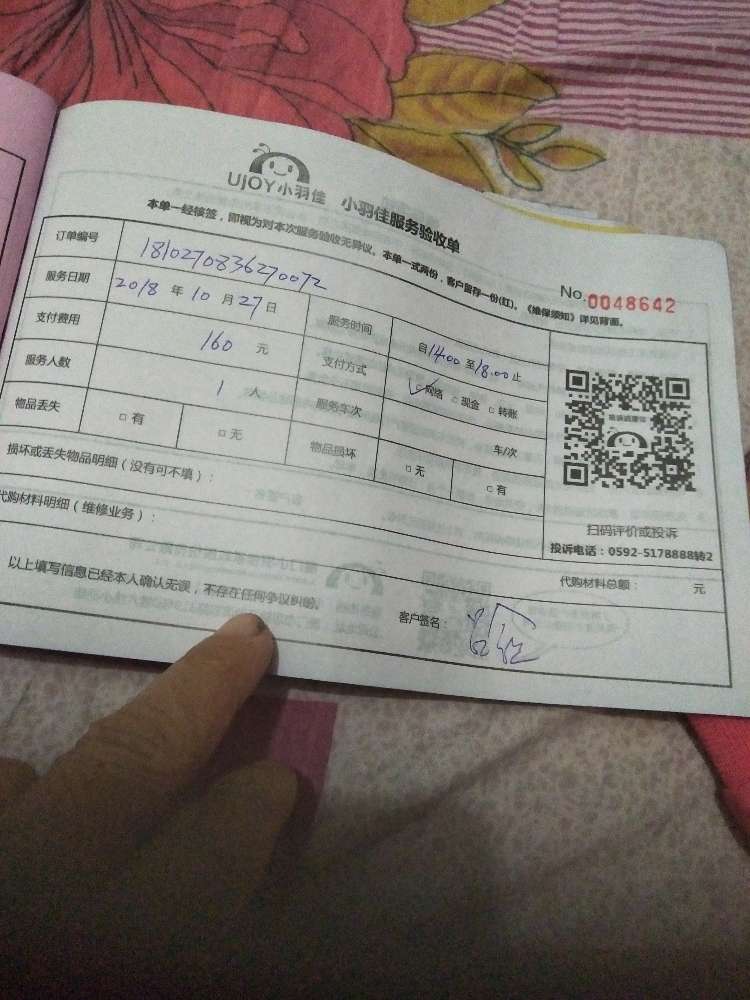 UJOY小羽佳 小羽佳服务验收单
本单一经核签，即视为对本次服务验收无异议。本单一式两份，客户留存一份(红)。《维保须知》详见背面。
No.0048642
订单编号 1810270836270072
服务日期 2018 年 10 月 27 日 服务时间 自14:00 至18:00止
支付费用 160 元 支付方式 ☑网络 □现金 □转账
服务人数 1 人 服务车次 车/次
物品丢失 □有 □无 物品损坏 □无 □有
损坏或丢失物品明细（没有可不填）：
代购材料明细（维修业务）：
扫码评价或投诉
投诉电话：0592-5178888转2
代购材料总额： 元
以上填写信息已经本人确认无误，不存在任何争议纠纷。
客户签名：